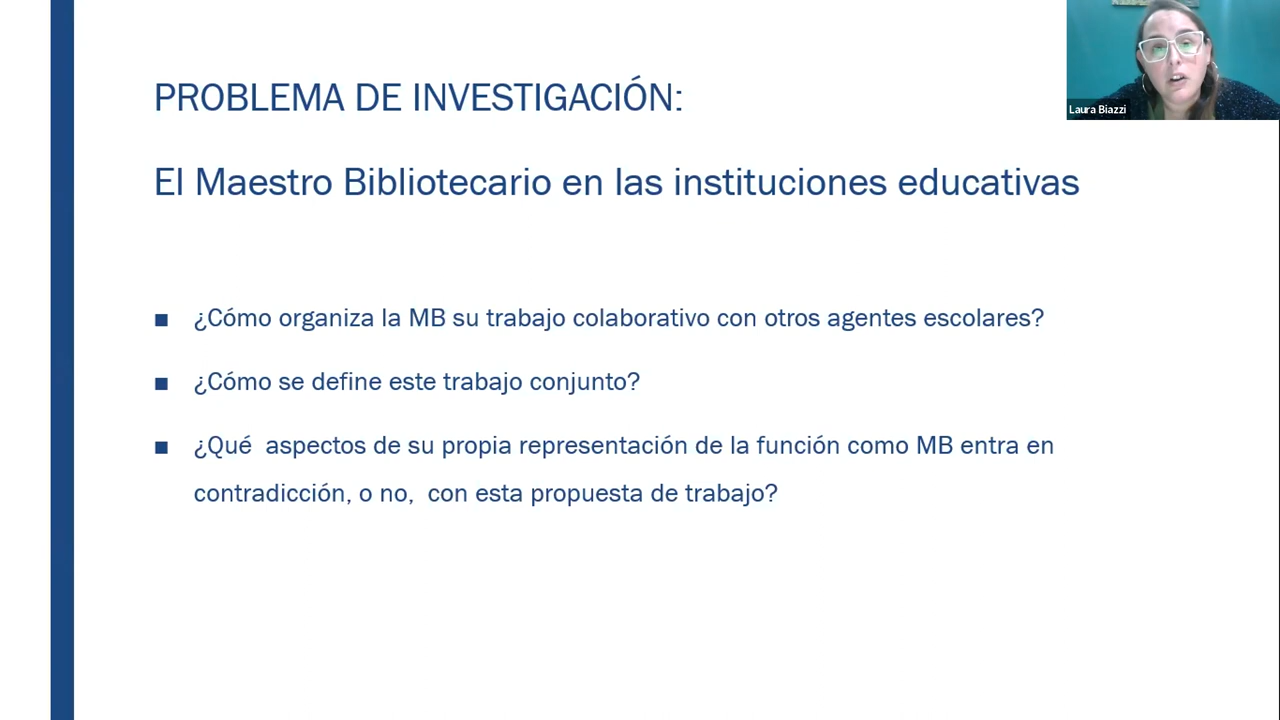 PROBLEMA DE INVESTIGACIÓN:
Laura Biazzi
El Maestro Bibliotecario en las instituciones educativas
■ ¿Cómo organiza la MB su trabajo colaborativo con otros agentes escolares?
■ ¿Cómo se define este trabajo conjunto?
■ ¿Qué  aspectos de su propia representación de la función como MB entra en
contradicción, o no,  con esta propuesta de trabajo?